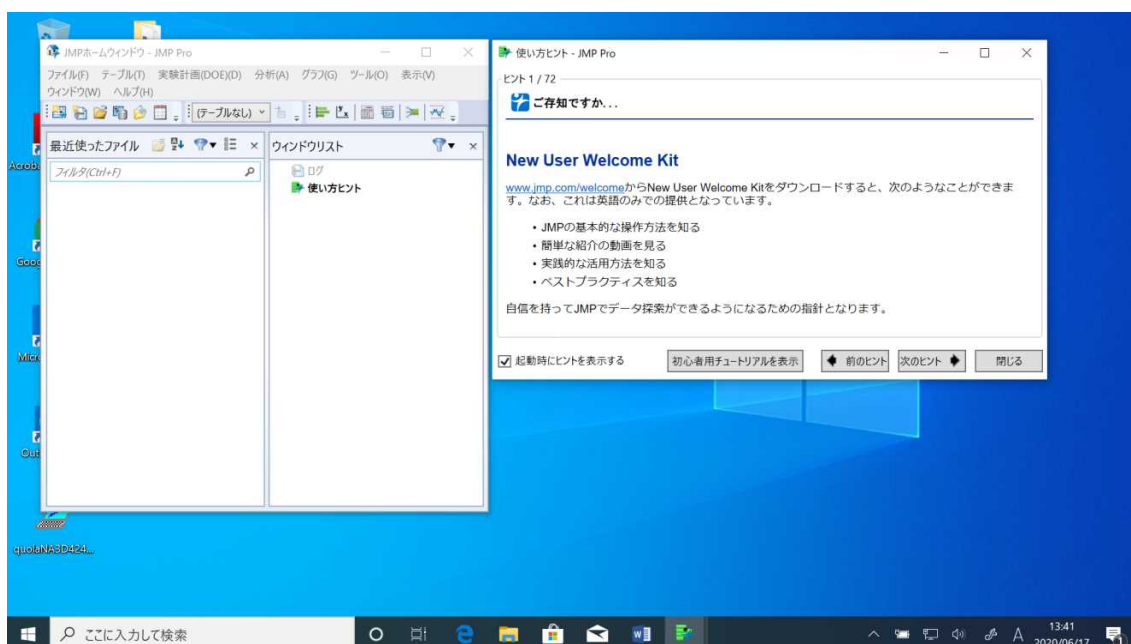 JMPホームウィンドウ - JMP Pro
ファイル(F) テーブル(T) 実験計画(DOE)(D) 分析(A) グラフ(G) ツール(O) 表示(V)
ウィンドウ(W) ヘルプ(H)
(テーブルなし)
最近使ったファイル
フィルタ(Ctrl+F)
ウィンドウリスト
ログ
使い方ヒント
使い方ヒント - JMP Pro
ヒント 1 / 72
ご存知ですか...
New User Welcome Kit
www.jmp.com/welcomeからNew User Welcome Kitをダウンロードすると、次のようなことができま
す。なお、これは英語のみでの提供となっています。
・JMPの基本的な操作方法を知る
・簡単な紹介の動画を見る
・実践的な活用方法を知る
・ベストプラクティスを知る
自信を持ってJMPでデータ探索ができるようになるための指針となります。
起動時にヒントを表示する
初心者用チュートリアルを表示
前のヒント
次のヒント
閉じる
Acroba
Goog
Micr
Out
quolaNA3D424...
ここに入力して検索
A
13:41
2020/06/17